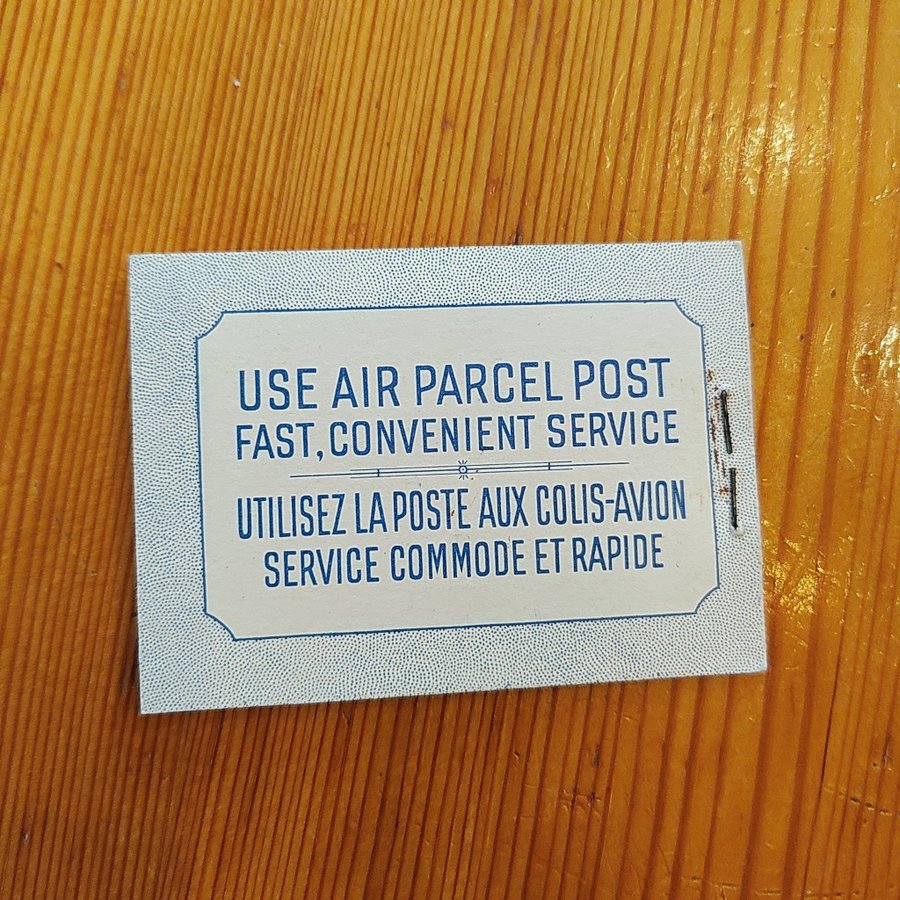 USE AIR PARCEL POST
FAST, CONVENIENT SERVICE
UTILISEZ LA POSTE AUX COLIS-AVION
SERVICE COMMODE ET RAPIDE